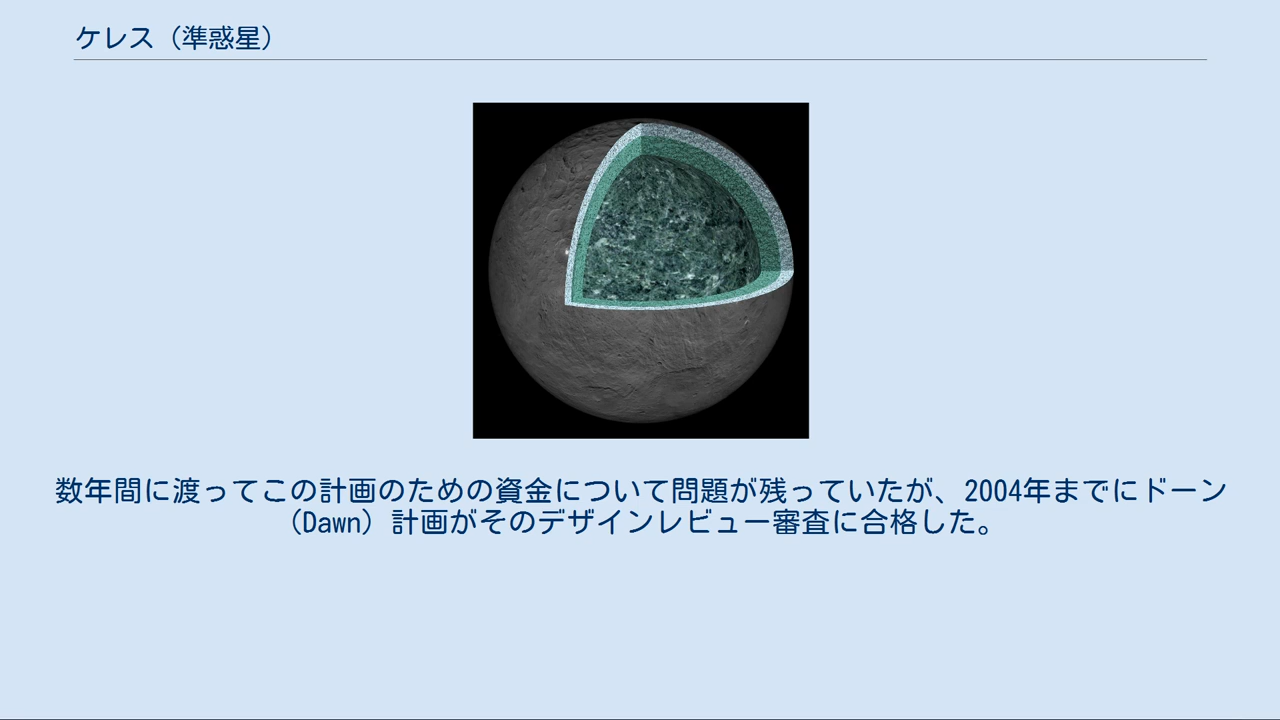 ケレス（準惑星）
数年間に渡ってこの計画のための資金について問題が残っていたが、2004年までにドーン
（Dawn）計画がそのデザインレビュー審査に合格した。